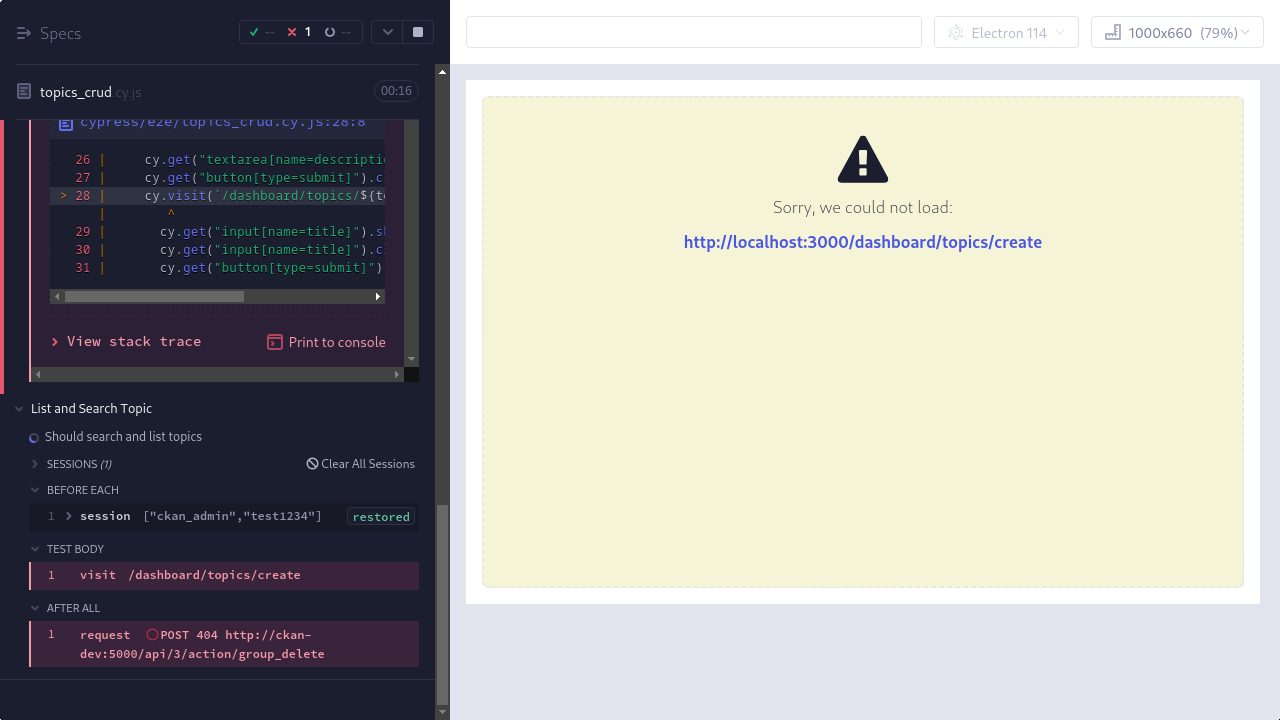 Specs
-- 1 --
topics_crud.cy.js 00:16
cypress/e2e/topics_crud.cy.js:28:8
26 | cy.get("textarea[name=descripti
27 | cy.get("button[type=submit]").c
> 28 | cy.visit(`/dashboard/topics/${t
| ^
29 | cy.get("input[name=title]").s
30 | cy.get("input[name=title]").c
31 | cy.get("button[type=submit]")
View stack trace Print to console
List and Search Topic
Should search and list topics
SESSIONS (1) Clear All Sessions
BEFORE EACH
1 session ["ckan_admin","test1234"] restored
TEST BODY
1 visit /dashboard/topics/create
AFTER ALL
1 request POST 404 http://ckan-
dev:5000/api/3/action/group_delete
Electron 114 1000x660 (79%)
Sorry, we could not load:
http://localhost:3000/dashboard/topics/create